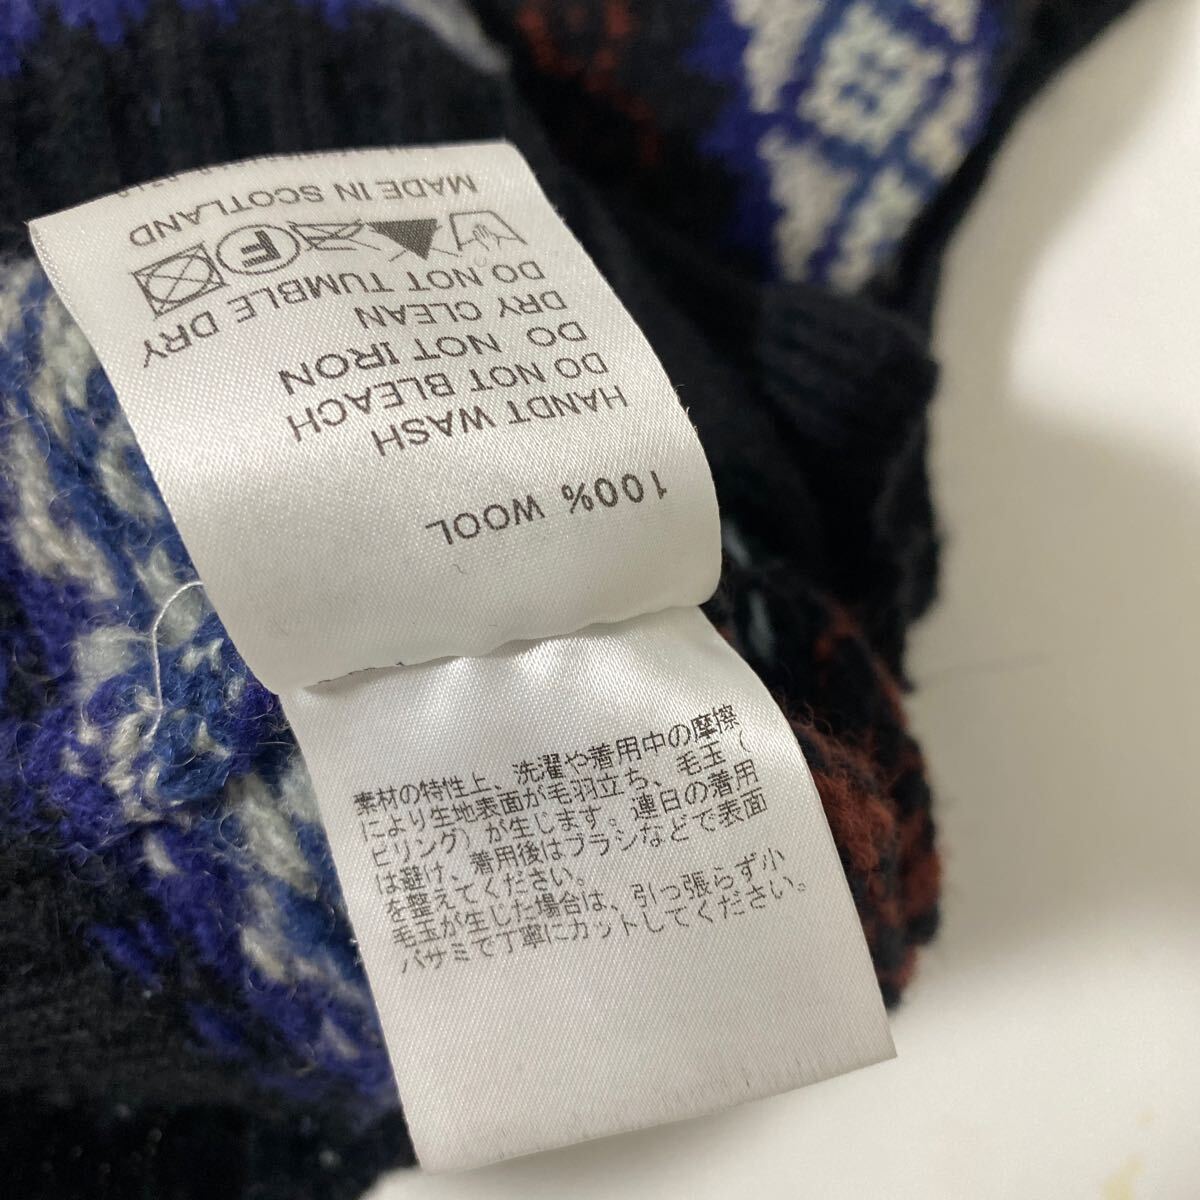 100% WOOL
HANDT WASH
DO NOT BLEACH
DO NOT IRON
DRY CLEAN
DO NOT TUMBLE DRY
F
MADE IN SCOTLAND
素材の特性上、洗濯や着用中の摩擦
により生地表面が毛羽立ち、毛玉(
ピリング)が生じます。連日の着用
は避け、着用後はブラシなどで表面
を整えてください。
毛玉が生じた場合は、引っ張らず小
バサミで丁寧にカットしてください。